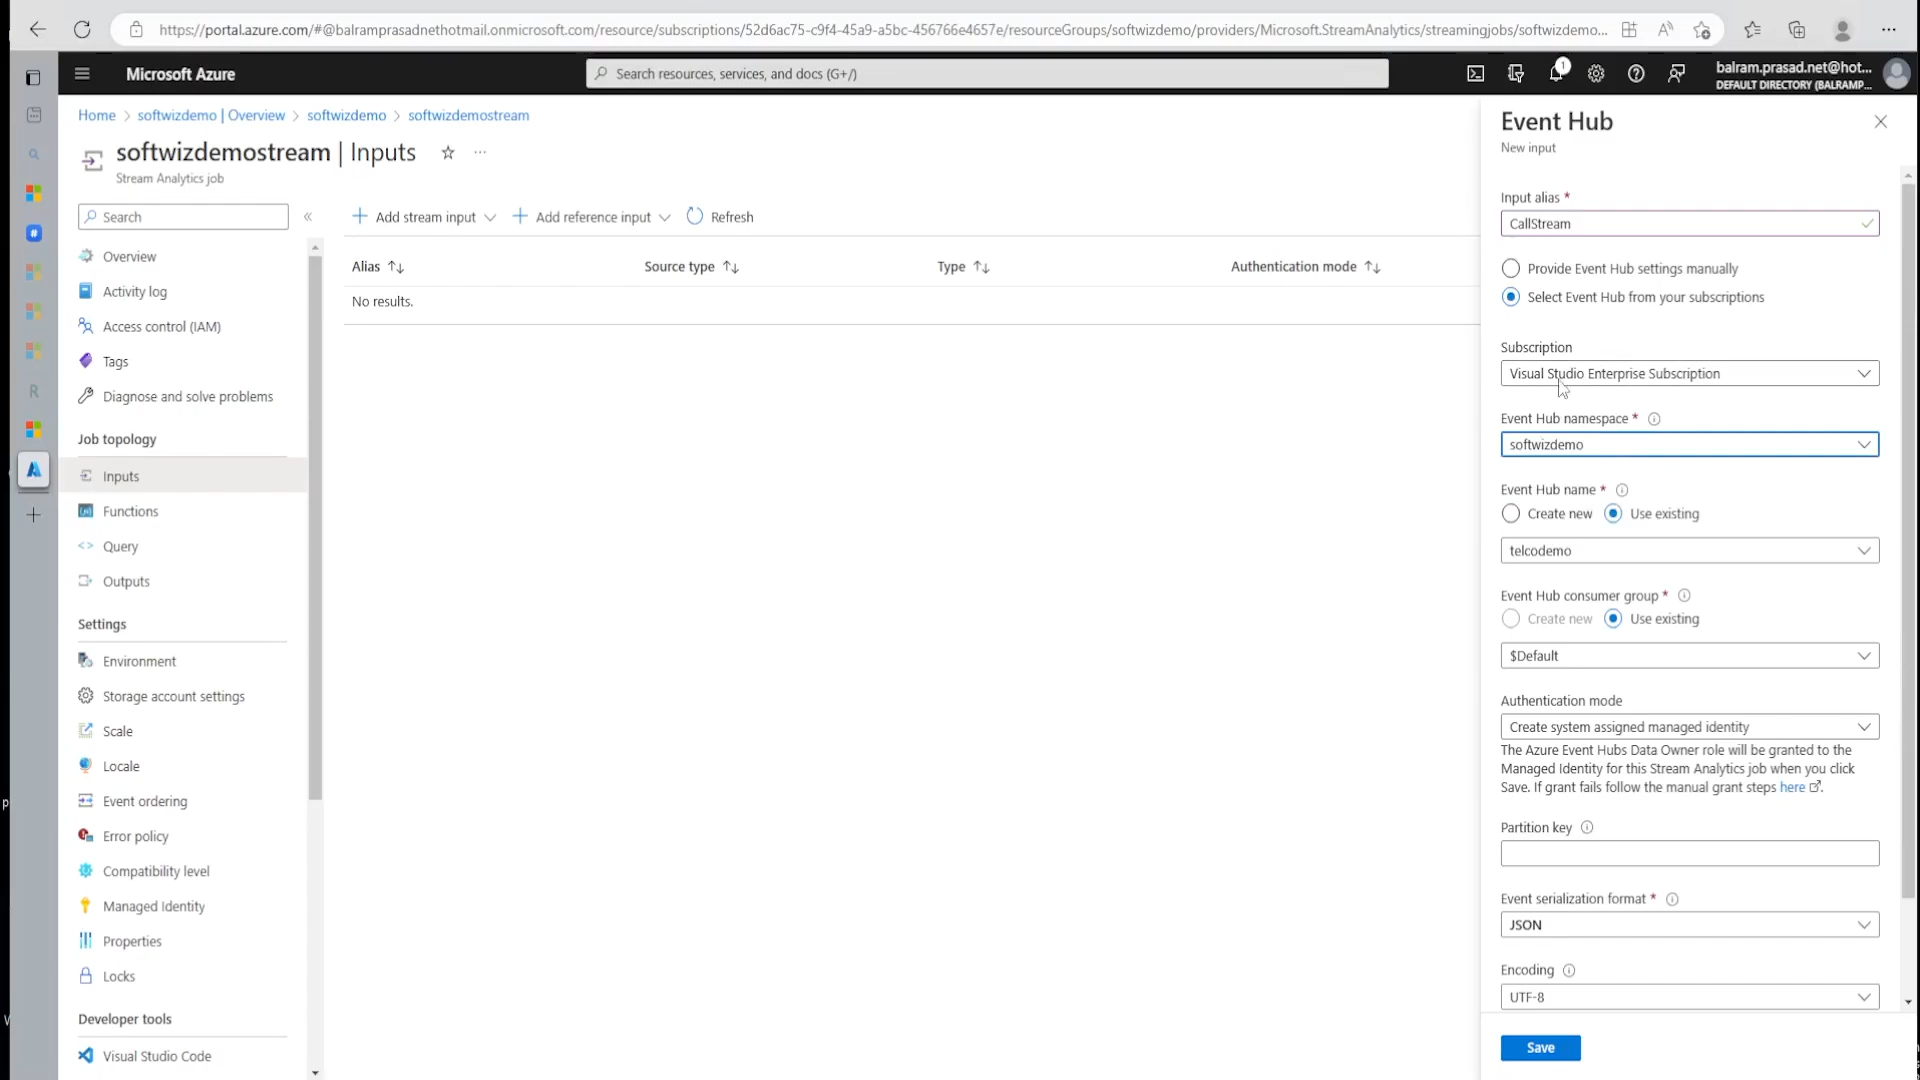 https://portal.azure.com/#@balramprasadnethotmail.onmicrosoft.com/resource/subscriptions/52d6ac75-c9f4-45a9-a5bc-456766e4657e/resourceGroups/softwizdemo/providers/Microsoft.StreamAnalytics/streamingjobs/softwizdemo...
Microsoft Azure
Search resources, services, and docs (G+/)
1
balram.prasad.net@hot...
DEFAULT DIRECTORY (BALRAMP...
Home > softwizdemo | Overview > softwizdemo > softwizdemostream
softwizdemostream | Inputs
Stream Analytics job
Search
Overview
Activity log
Access control (IAM)
Tags
Diagnose and solve problems
Job topology
Inputs
Functions
Query
Outputs
Settings
Environment
Storage account settings
Scale
Locale
Event ordering
Error policy
Compatibility level
Managed Identity
Properties
Locks
Developer tools
Visual Studio Code
Add stream input
Add reference input
Refresh
Alias
Source type
Type
Authentication mode
No results.
Event Hub
New input
Input alias *
CallStream
Provide Event Hub settings manually
Select Event Hub from your subscriptions
Subscription
Visual Studio Enterprise Subscription
Event Hub namespace *
softwizdemo
Event Hub name *
Create new Use existing
telcodemo
Event Hub consumer group *
Create new Use existing
$Default
Authentication mode
Create system assigned managed identity
The Azure Event Hubs Data Owner role will be granted to the
Managed Identity for this Stream Analytics job when you click
Save. If grant fails follow the manual grant steps here.
Partition key
Event serialization format *
JSON
Encoding
UTF-8
Save